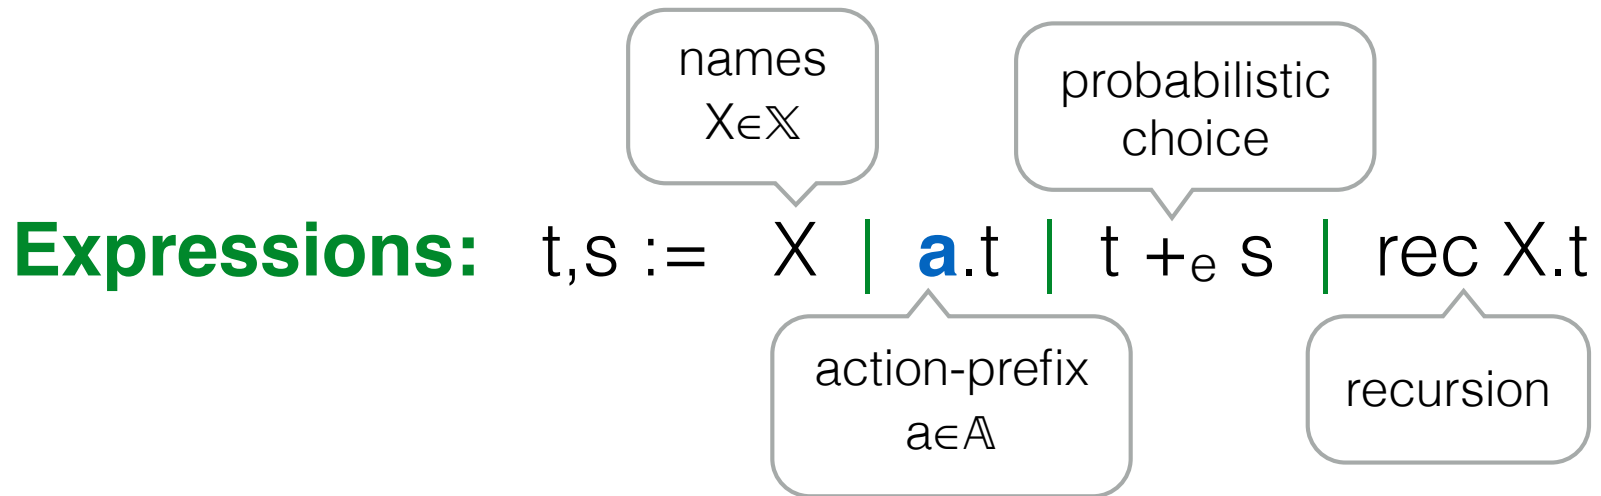 names
X∈𝕏
probabilistic
choice
Expressions: t,s := X | a.t | t +ₑ s | rec X.t
action-prefix
a∈𝔸
recursion